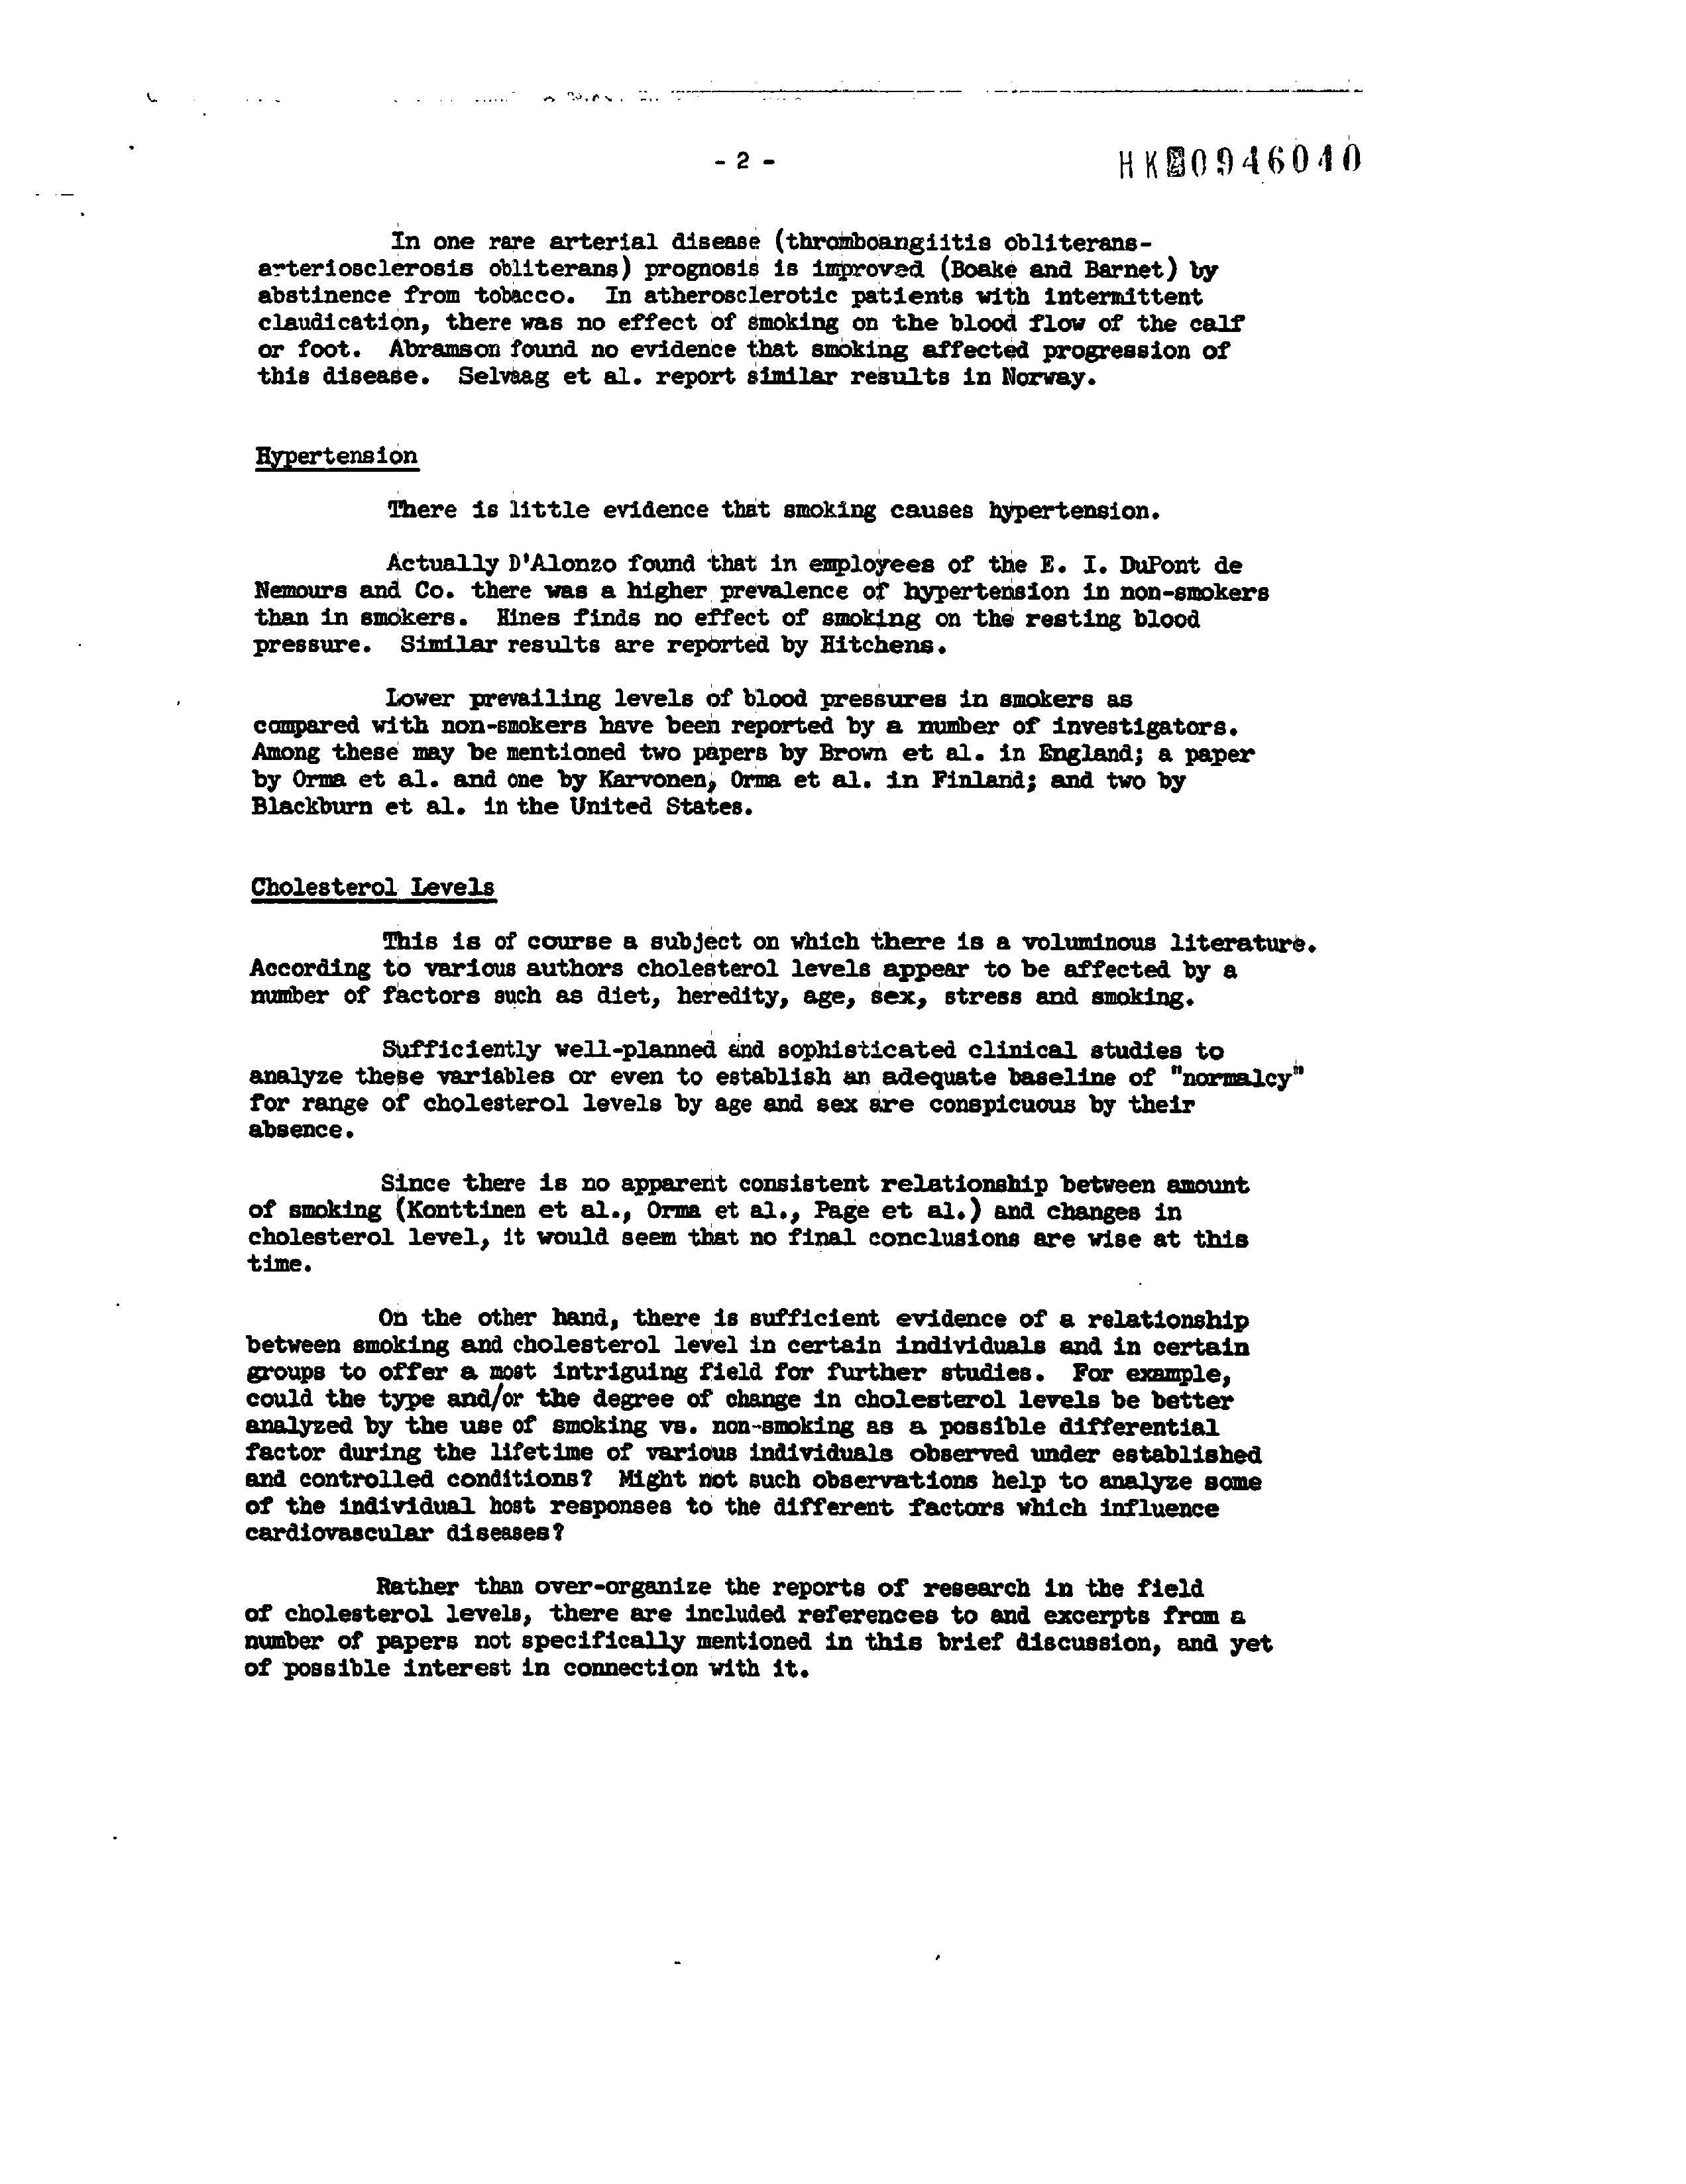 - 2 -
HK 0946040
In one rare arterial disease (thromboangiitis obliterans-
arteriosclerosis obliterans) prognosis is improved (Boake and Barnet) by
abstinence from tobacco. In atherosclerotic patients with intermittent
claudication, there was no effect of smoking on the blood flow of the calf
or foot. Abramson found no evidence that smoking affected progression of
this disease. Selvaag et al. report similar results in Norway.
Hypertension
There is little evidence that smoking causes hypertension.
Actually D'Alonzo found that in employees of the E. I. DuPont de
Nemours and Co. there was a higher prevalence of hypertension in non-smokers
than in smokers. Hines finds no effect of smoking on the resting blood
pressure. Similar results are reported by Hitchens.
Lower prevailing levels of blood pressures in smokers as
compared with non-smokers have been reported by a number of investigators.
Among these may be mentioned two papers by Brown et al. in England; a paper
by Orma et al. and one by Karvonen, Orma et al. in Finland; and two by
Blackburn et al. in the United States.
Cholesterol Levels
This is of course a subject on which there is a voluminous literature.
According to various authors cholesterol levels appear to be affected by a
number of factors such as diet, heredity, age, sex, stress and smoking.
Sufficiently well-planned and sophisticated clinical studies to
analyze these variables or even to establish an adequate baseline of "normalcy"
for range of cholesterol levels by age and sex are conspicuous by their
absence.
Since there is no apparent consistent relationship between amount
of smoking (Konttinen et al., Orma et al., Page et al.) and changes in
cholesterol level, it would seem that no final conclusions are wise at this
time.
On the other hand, there is sufficient evidence of a relationship
between smoking and cholesterol level in certain individuals and in certain
groups to offer a most intriguing field for further studies. For example,
could the type and/or the degree of change in cholesterol levels be better
analyzed by the use of smoking vs. non-smoking as a possible differential
factor during the lifetime of various individuals observed under established
and controlled conditions? Might not such observations help to analyze some
of the individual host responses to the different factors which influence
cardiovascular diseases?
Rather than over-organize the reports of research in the field
of cholesterol levels, there are included references to and excerpts from a
number of papers not specifically mentioned in this brief discussion, and yet
of possible interest in connection with it.